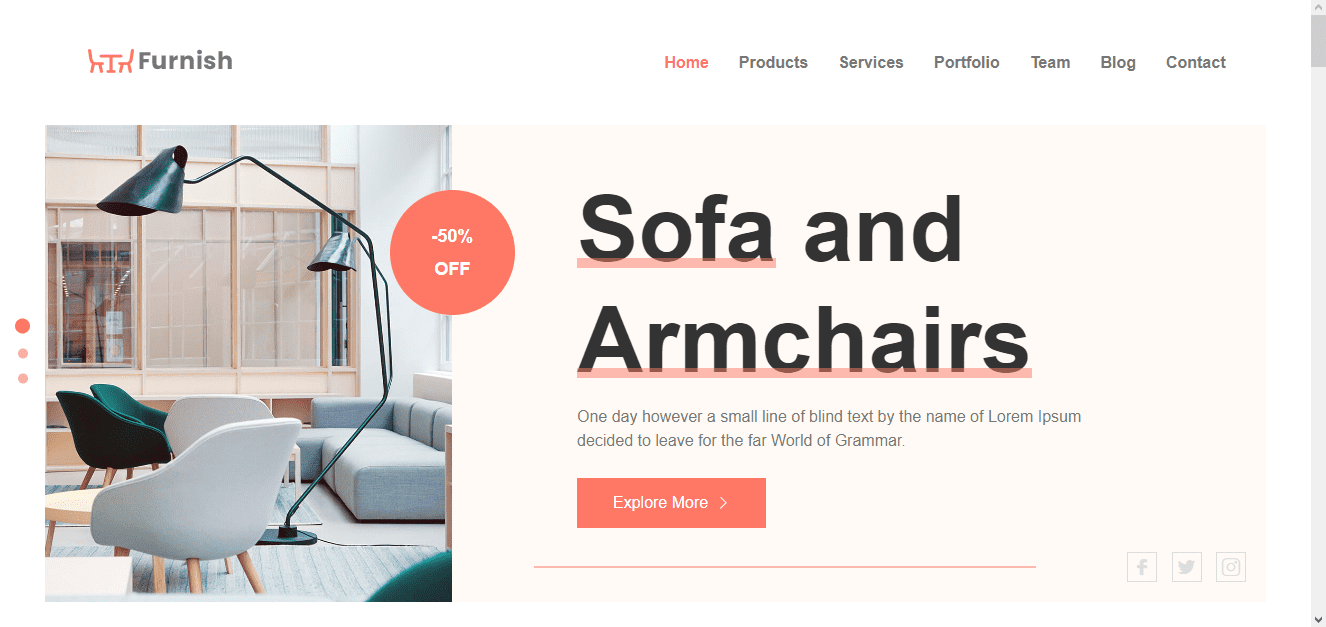 Furnish
Home Products Services Portfolio Team Blog Contact
-50%
OFF
Sofa and
Armchairs
One day however a small line of blind text by the name of Lorem Ipsum
decided to leave for the far World of Grammar.
Explore More